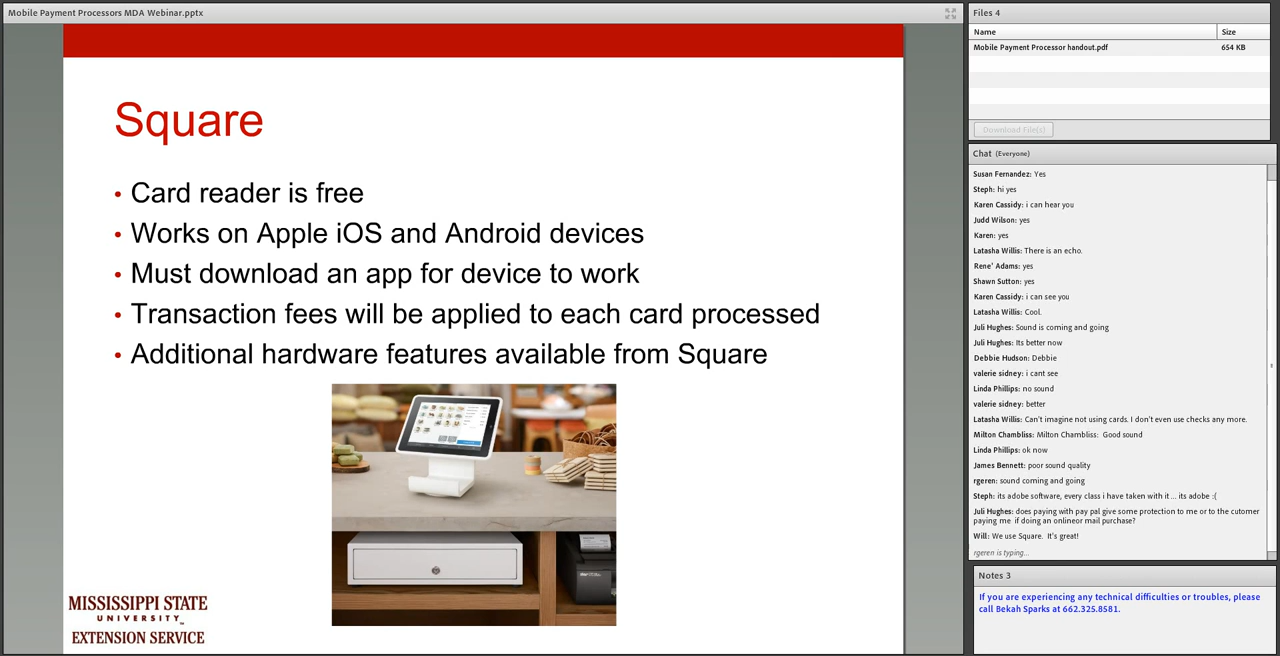 Mobile Payment Processors MDA Webinar.pptx
Square
• Card reader is free
• Works on Apple iOS and Android devices
• Must download an app for device to work
• Transaction fees will be applied to each card processed
• Additional hardware features available from Square
MISSISSIPPI STATE
UNIVERSITY™
EXTENSION SERVICE
Files 4
Name Size
Mobile Payment Processor handout.pdf 654 KB
Download File(s)
Chat (Everyone)
Susan Fernandez: Yes
Steph: hi yes
Karen Cassidy: i can hear you
Judd Wilson: yes
Karen: yes
Latasha Willis: There is an echo.
Rene' Adams: yes
Shawn Sutton: yes
Karen Cassidy: i can see you
Latasha Willis: Cool.
Juli Hughes: Sound is coming and going
Juli Hughes: Its better now
Debbie Hudson: Debbie
valerie sidney: i cant see
Linda Phillips: no sound
valerie sidney: better
Latasha Willis: Can't imagine not using cards. I don't even use checks any more.
Milton Chambliss: Milton Chambliss: Good sound
Linda Phillips: ok now
James Bennett: poor sound quality
rgeren: sound coming and going
Steph: its adobe software, every class i have taken with it... its adobe :(
Juli Hughes: does paying with pay pal give some protection to me or to the cutomer
paying me if doing an onlineor mail purchase?
Will: We use Square. It's great!
rgeren is typing...
Notes 3
If you are experiencing any technical difficulties or troubles, please
call Bekah Sparks at 662.325.8581.